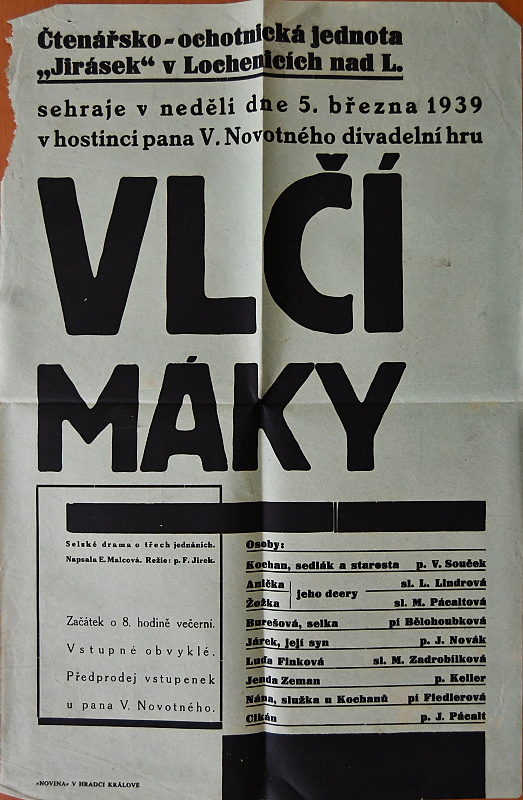 Čtenářsko-ochotnická jednota
„Jirásek“ v Lochenicích nad L.
sehraje v neděli dne 5. března 1939
v hostinci pana V. Novotného divadelní hru
VLČÍ
MÁKY
Selské drama o třech jednáních.
Napsala E. Malcová. Režie: p. F. Jirek.
Začátek o 8. hodině večerní.
Vstupné obvyklé.
Předprodej vstupenek
u pana V. Novotného.
Osoby:
Kochan, sedlák a starosta p. V. Souček
Anička sl. L. Lindrová
jeho dcery
Žožka sl. M. Pácaltová
Burešová, selka pí Bělohoubková
Járek, její syn p. J. Novák
Luda Finková sl. M. Zadrobílková
Jenda Zeman p. Keller
Nána, služka u Kochanů pí Fiedlerová
Cikán p. J. Pácalt
»NOVINA« V HRADCI KRÁLOVÉ